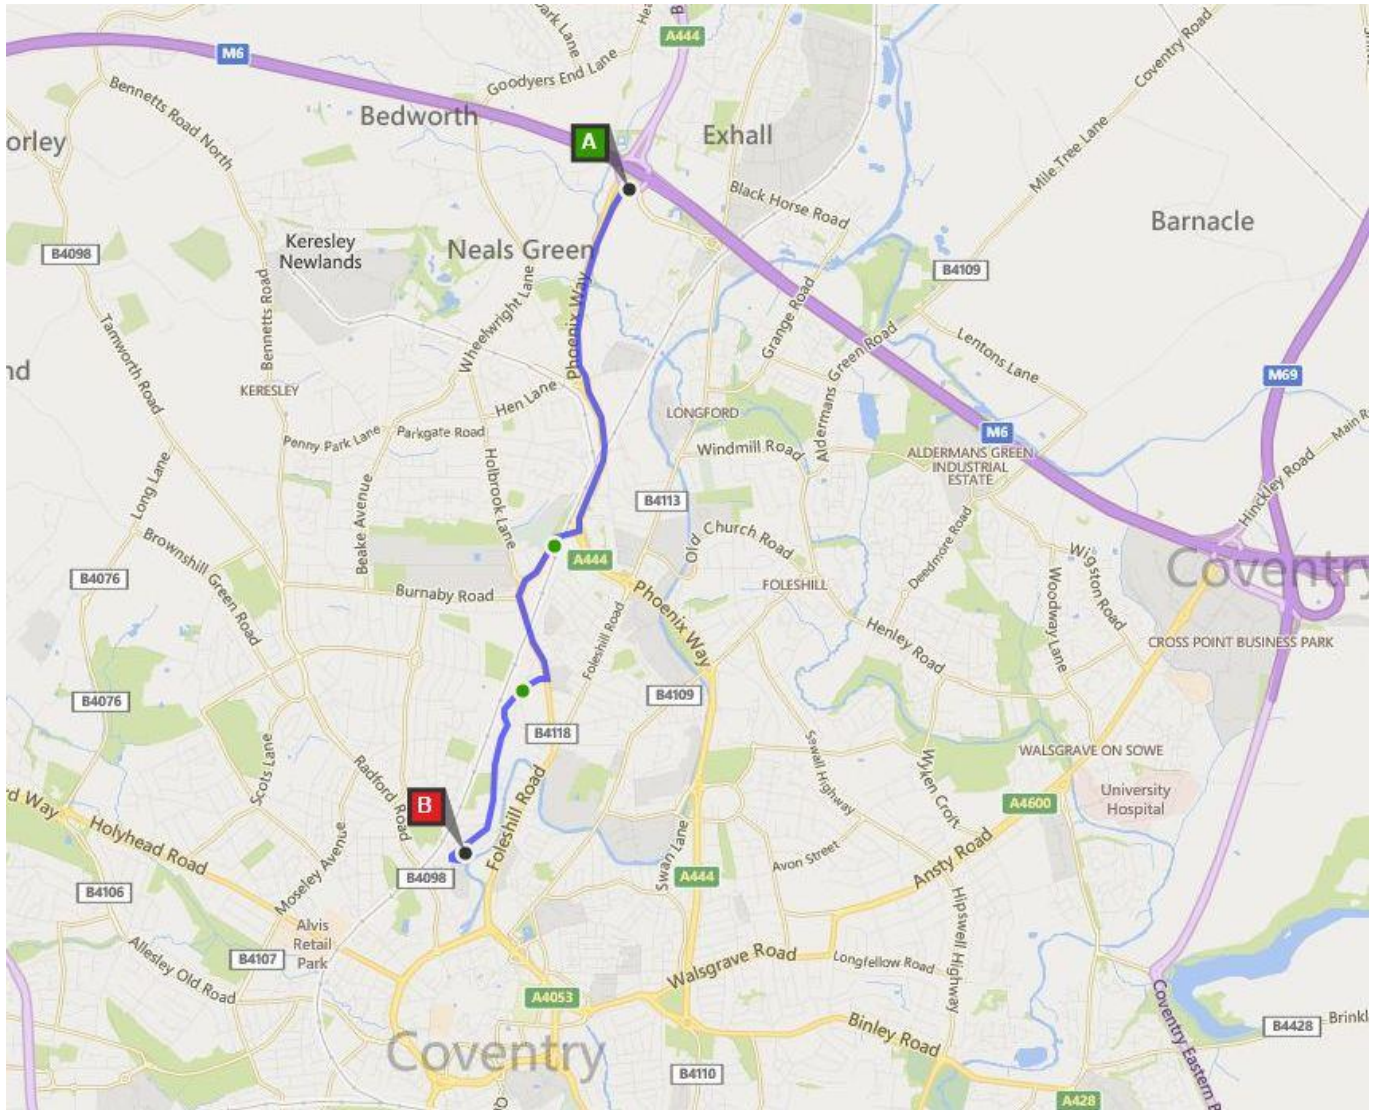 Park Lane
A444
M6
Goodyers End Lane
Coventry Road
Bennetts Road North
Bedworth
A
Exhall
orley
Mile Tree Lane
Black Horse Road
Barnacle
Keresley
Newlands
Neals Green
B4098
B4109
Bennetts Road
Phoenix Way
Wheelwright Lane
Grange Road
Tamworth Road
Aldermans Green Road
Lentons Lane
nd
M69
KERESLEY
Hen Lane
LONGFORD
Penny Park Lane
Parkgate Road
M6
Main R
Windmill Road
ALDERMANS GREEN
INDUSTRIAL
ESTATE
Long Lane
Holbrook Lane
Beake Avenue
B4113
Hinckley Road
Old Church Road
Deedmore Road
Brownshill Green Road
A444
Wigston Road
Coventry
B4076
Burnaby Road
FOLESHILL
Woodway Lane
Phoenix Way
Foleshill Road
Henley Road
CROSS POINT BUSINESS PARK
B4076
B4109
B4118
Scots Lane
Sewall Highway
Wyken Croft
WALSGRAVE ON SOWE
Radford Road
University
Hospital
B
A4600
rd Way
Holyhead Road
Foleshill Road
Moseley Avenue
Swan Lane
Avon Street
Ansty Road
B4098
A444
B4106
Hipswell Highway
Alvis
Retail
Park
Allesley Old Road
B4107
Walsgrave Road
Longfellow Road
A4053
Coventry Eastern B
Binley Road
B4428
Brinkl
Coventry
B4110
A428